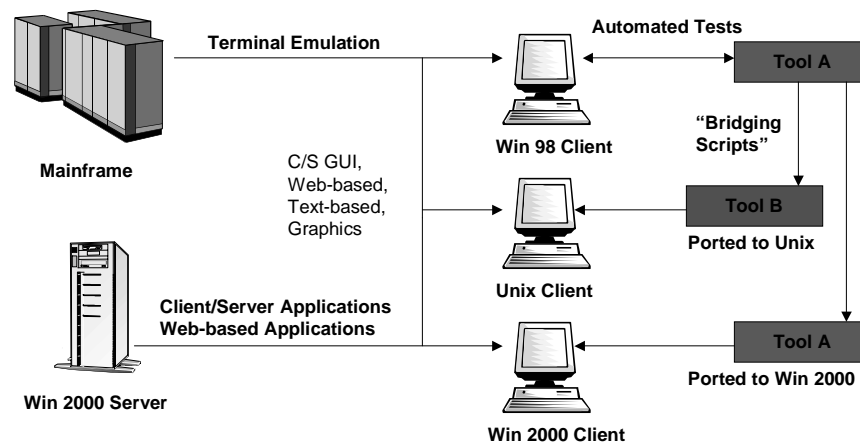 Terminal Emulation
Automated Tests
Tool A
Mainframe
Win 98 Client
“Bridging
Scripts”
C/S GUI,
Web-based,
Text-based,
Graphics
Tool B
Ported to Unix
Unix Client
Client/Server Applications
Web-based Applications
Tool A
Ported to Win 2000
Win 2000 Server
Win 2000 Client